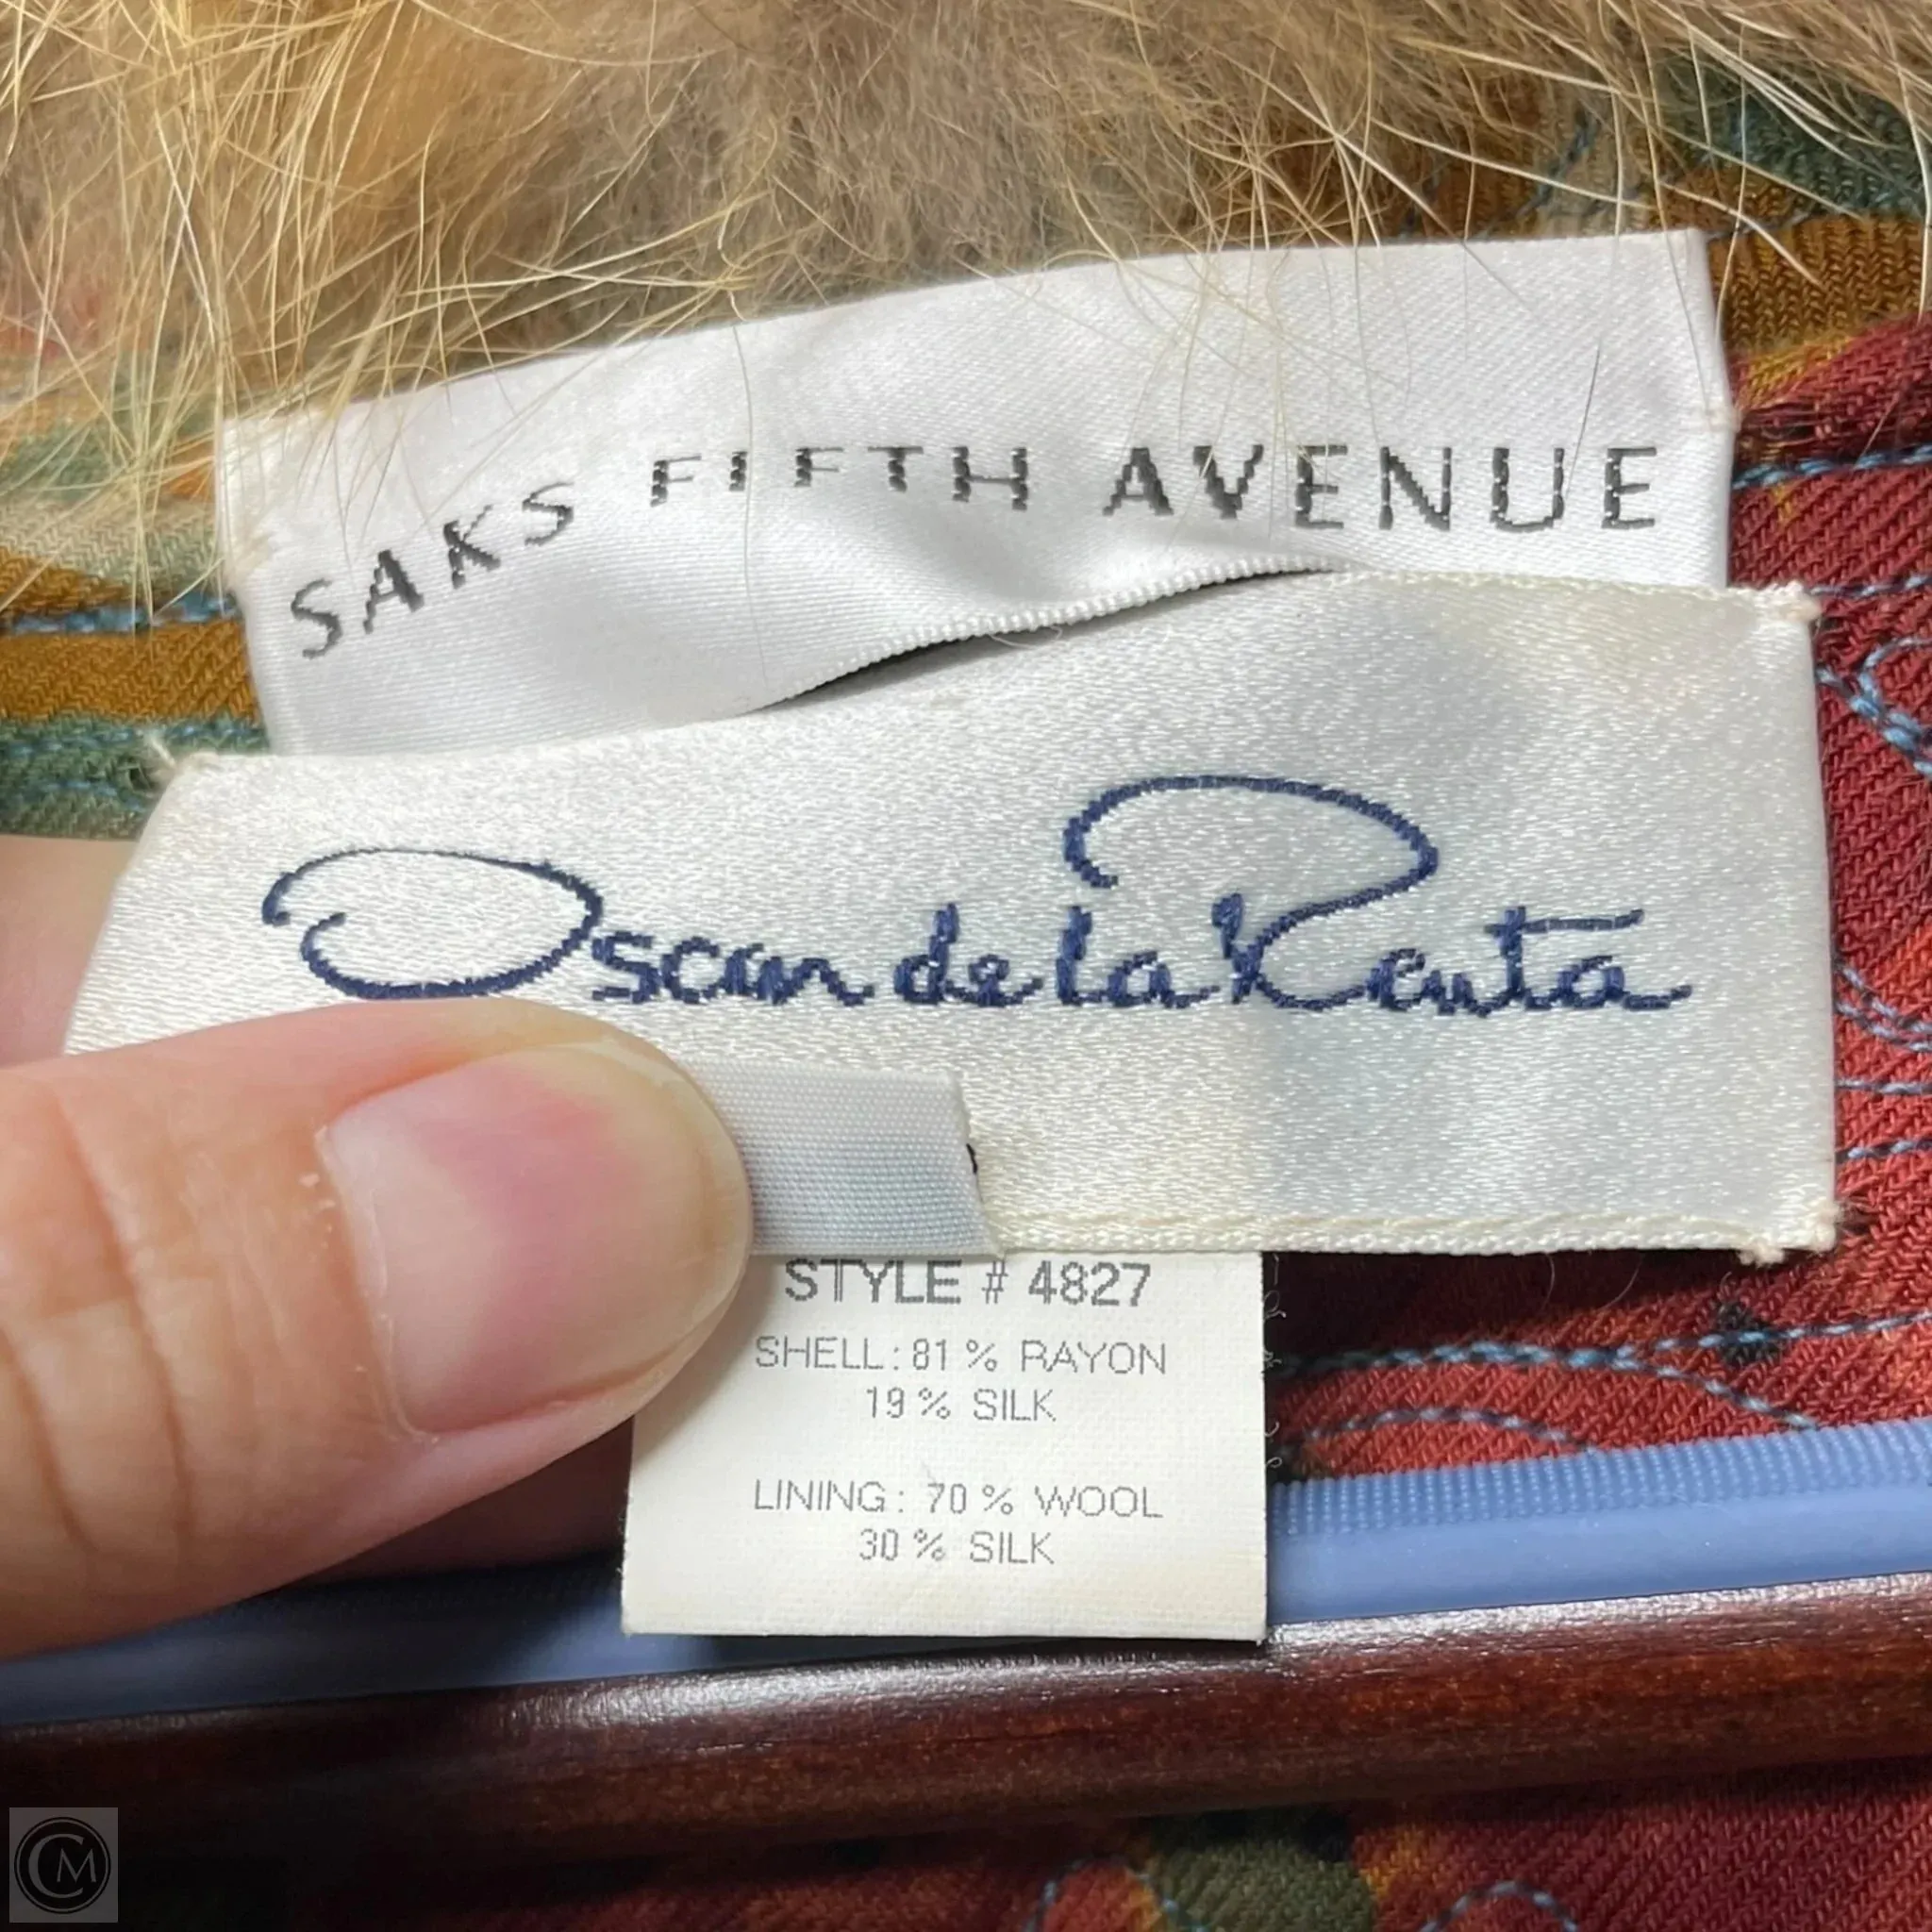 SAKS FIFTH AVENUE
Oscar de la Renta
STYLE # 4827
SHELL: 81 % RAYON
19 % SILK
LINING: 70 % WOOL
30 % SILK
CM